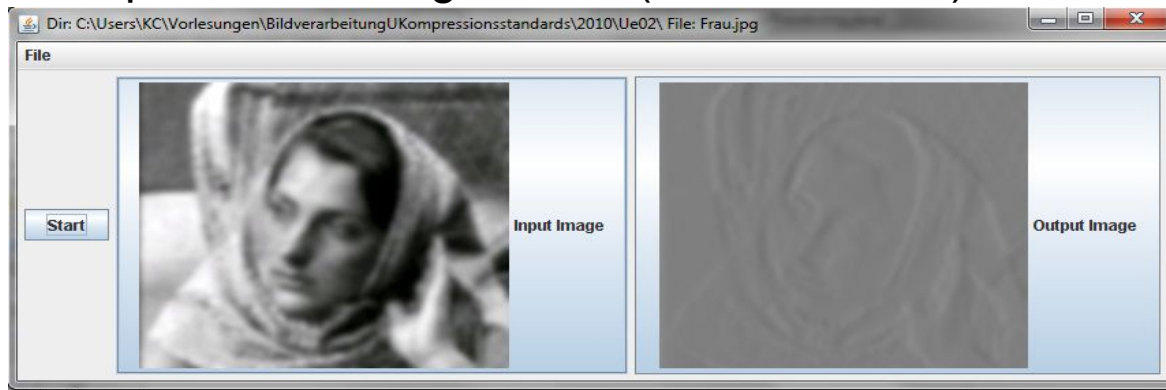 Dir: C:\Users\KC\Vorlesungen\BildverarbeitungUKompressionsstandards\2010\Ue02\ File: Frau.jpg
File
Start
Input Image
Output Image